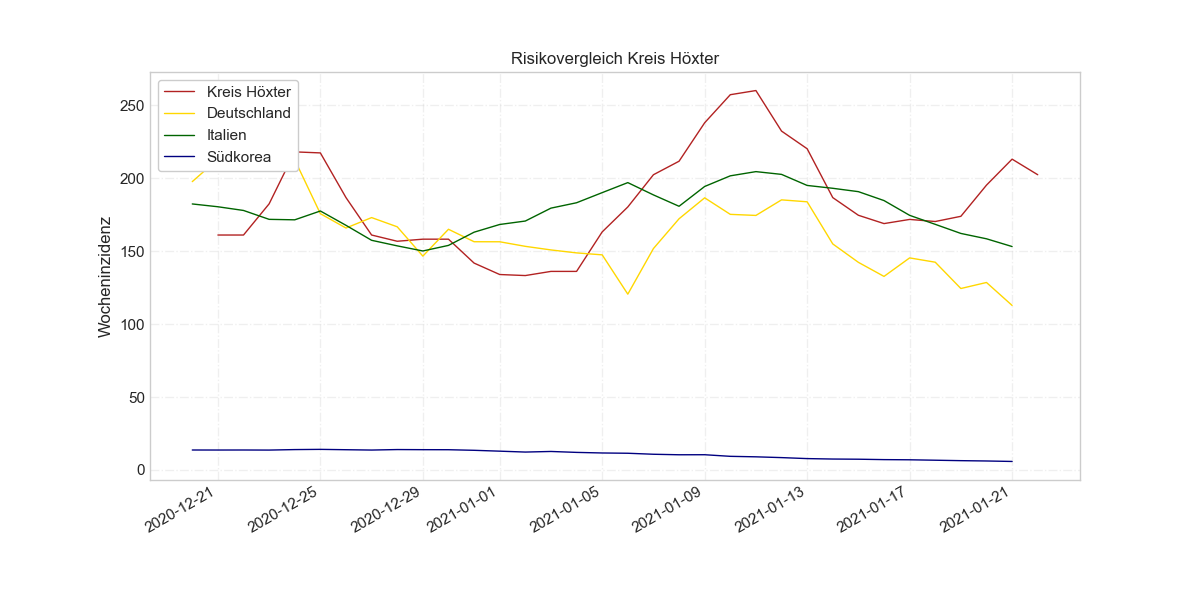 Risikovergleich Kreis Höxter
Kreis Höxter
Deutschland
Italien
Südkorea
Wocheninzidenz
250
200
150
100
50
0
2020-12-21
2020-12-25
2020-12-29
2021-01-01
2021-01-05
2021-01-09
2021-01-13
2021-01-17
2021-01-21